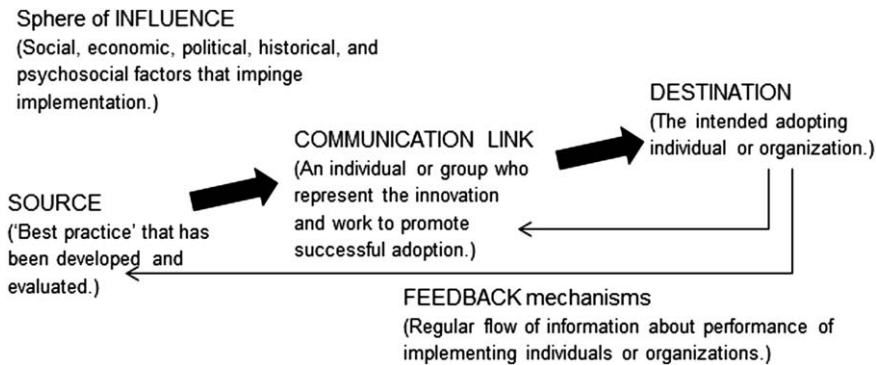 Sphere of INFLUENCE
(Social, economic, political, historical, and
psychosocial factors that impinge
implementation.)
DESTINATION
(The intended adopting
individual or organization.)
COMMUNICATION LINK
(An individual or group who
represent the innovation
and work to promote
successful adoption.)
SOURCE
(‘Best practice’ that has
been developed and
evaluated.)
FEEDBACK mechanisms
(Regular flow of information about performance of
implementing individuals or organizations.)